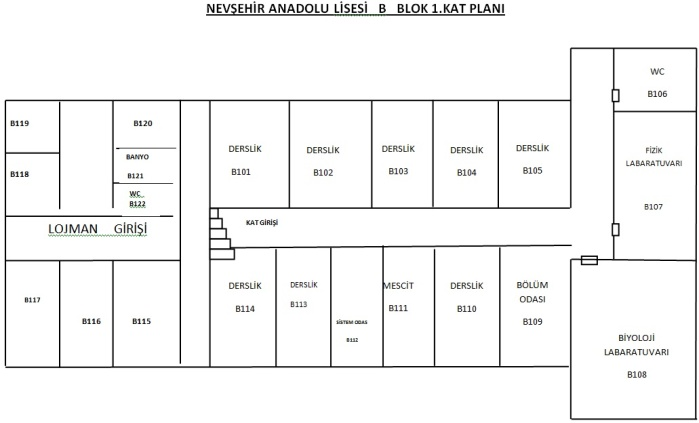 NEVŞEHİR ANADOLU LİSESİ B BLOK 1.KAT PLANI
WC
B106
B119
B120
BANYO
B121
B118
WC
B122
DERSLİK
B101
DERSLİK
B102
DERSLİK
B103
DERSLİK
B104
DERSLİK
B105
FİZİK
LABARATUVARI
B107
LOJMAN GİRİŞİ
KAT GİRİŞİ
B117
B116
B115
DERSLİK
B114
DERSLİK
B113
SİSTEM ODAS
B112
MESCİT
B111
DERSLİK
B110
BÖLÜM
ODASI
B109
BİYOLOJİ
LABARATUVARI
B108